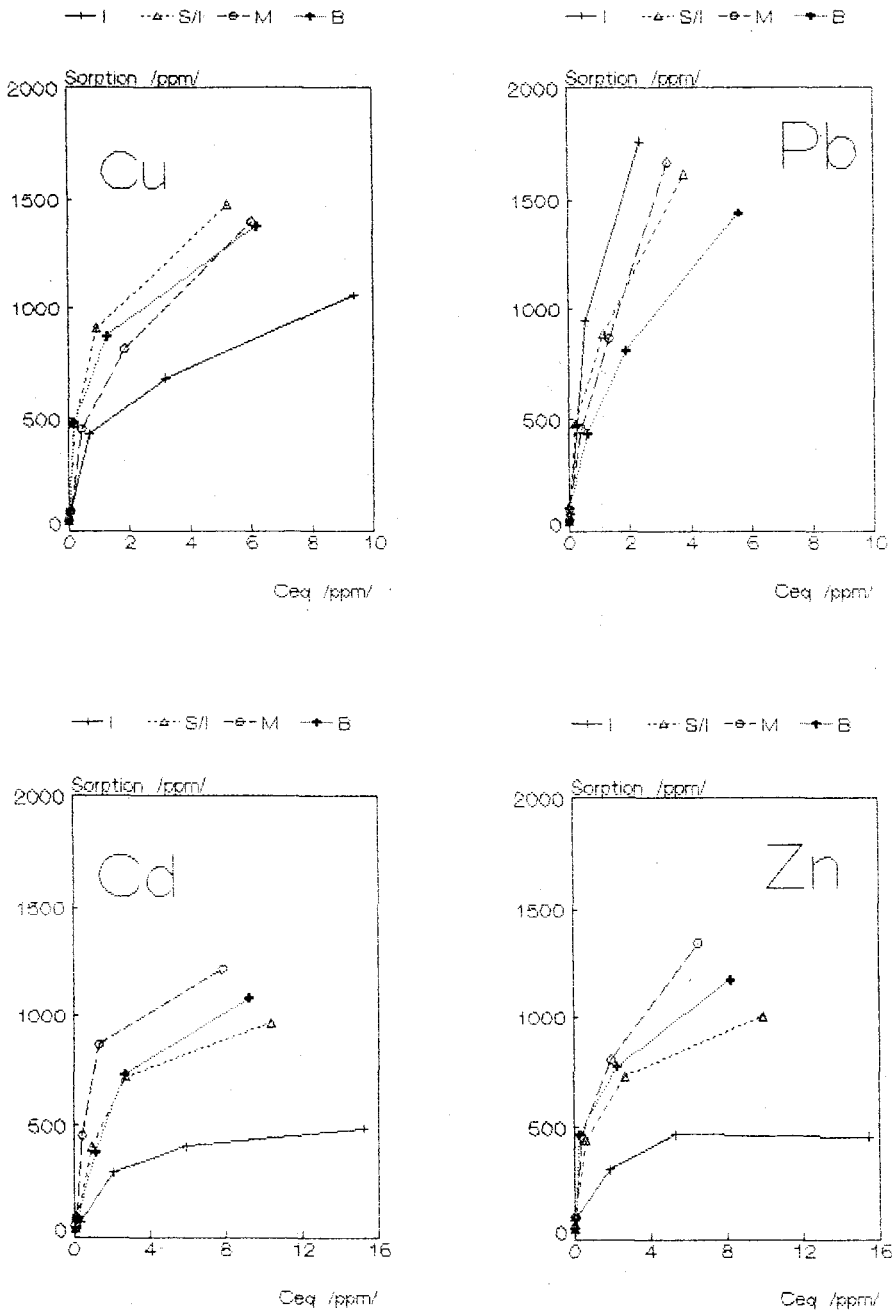 I S/I M B I S/I M B
Sorption /ppm/ Sorption /ppm/
2000 2000
Cu Pb
1500 1500
1000 1000
500 500
0 0
0 2 4 6 8 10 0 2 4 6 8 10
Ceq /ppm/ Ceq /ppm/
I S/I M B I S/I M B
Sorption /ppm/ Sorption /ppm/
2000 2000
Cd Zn
1500 1500
1000 1000
500 500
0 0
0 4 8 12 16 0 4 8 12 16
Ceq /ppm/ Ceq /ppm/